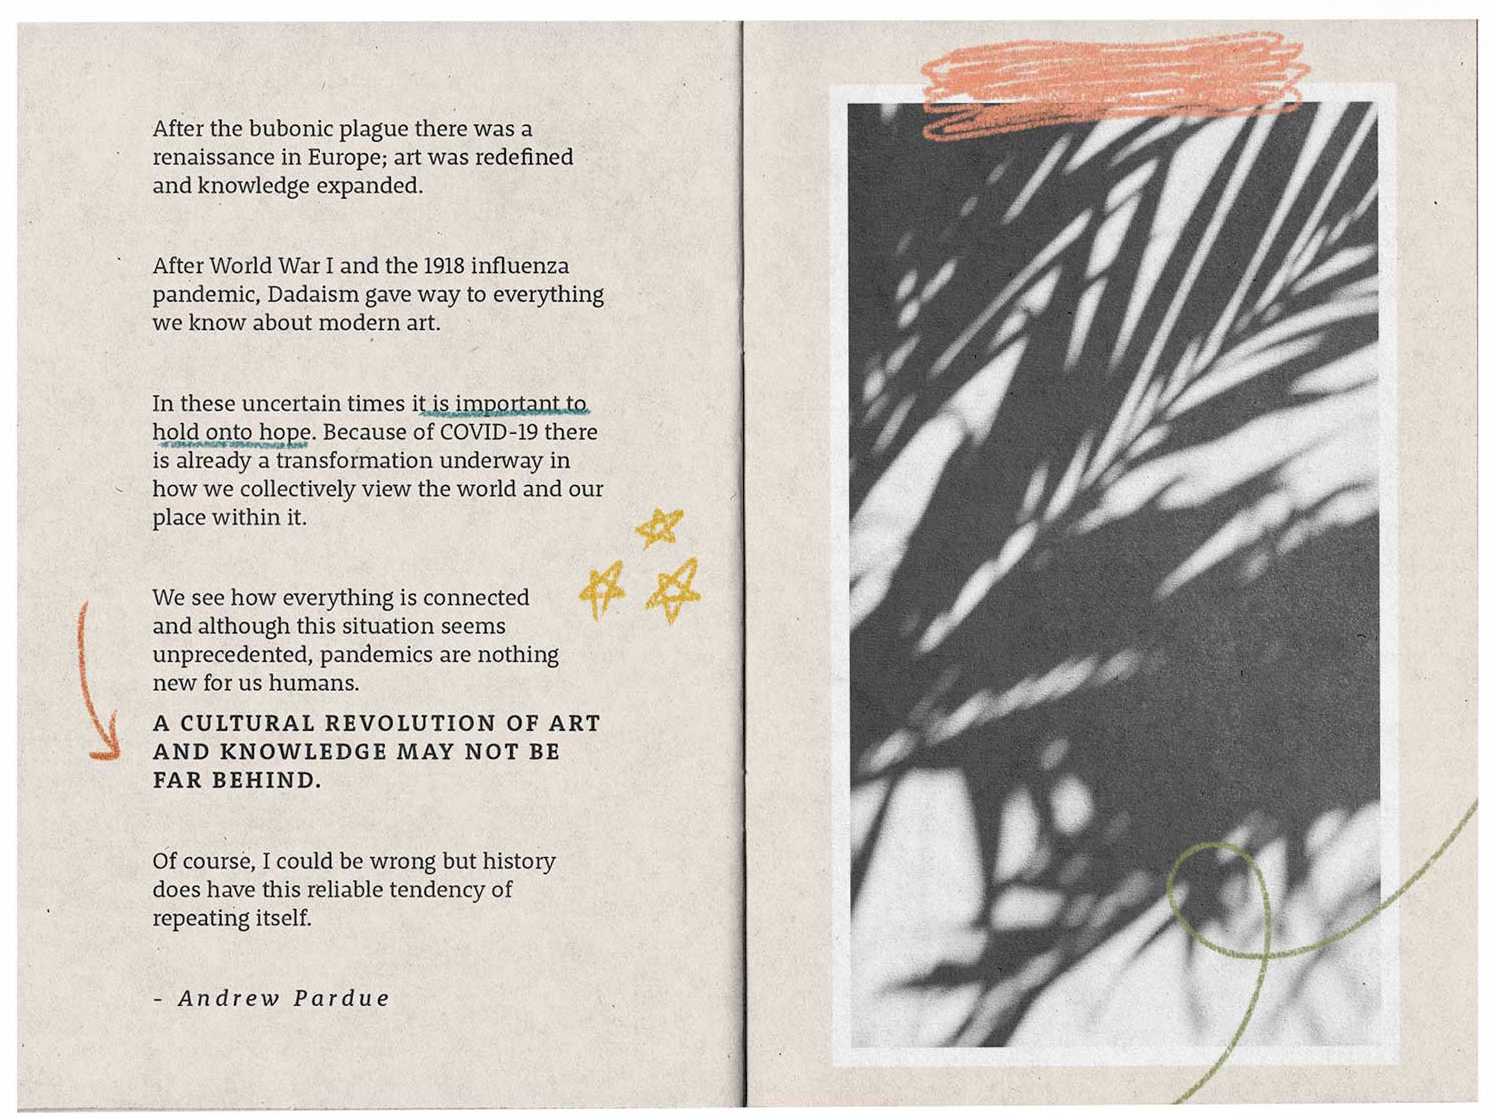 After the bubonic plague there was a
renaissance in Europe; art was redefined
and knowledge expanded.
After World War I and the 1918 influenza
pandemic, Dadaism gave way to everything
we know about modern art.
In these uncertain times it is important to
hold onto hope. Because of COVID-19 there
is already a transformation underway in
how we collectively view the world and our
place within it.
We see how everything is connected
and although this situation seems
unprecedented, pandemics are nothing
new for us humans.
A CULTURAL REVOLUTION OF ART
AND KNOWLEDGE MAY NOT BE
FAR BEHIND.
Of course, I could be wrong but history
does have this reliable tendency of
repeating itself.
- Andrew Pardue